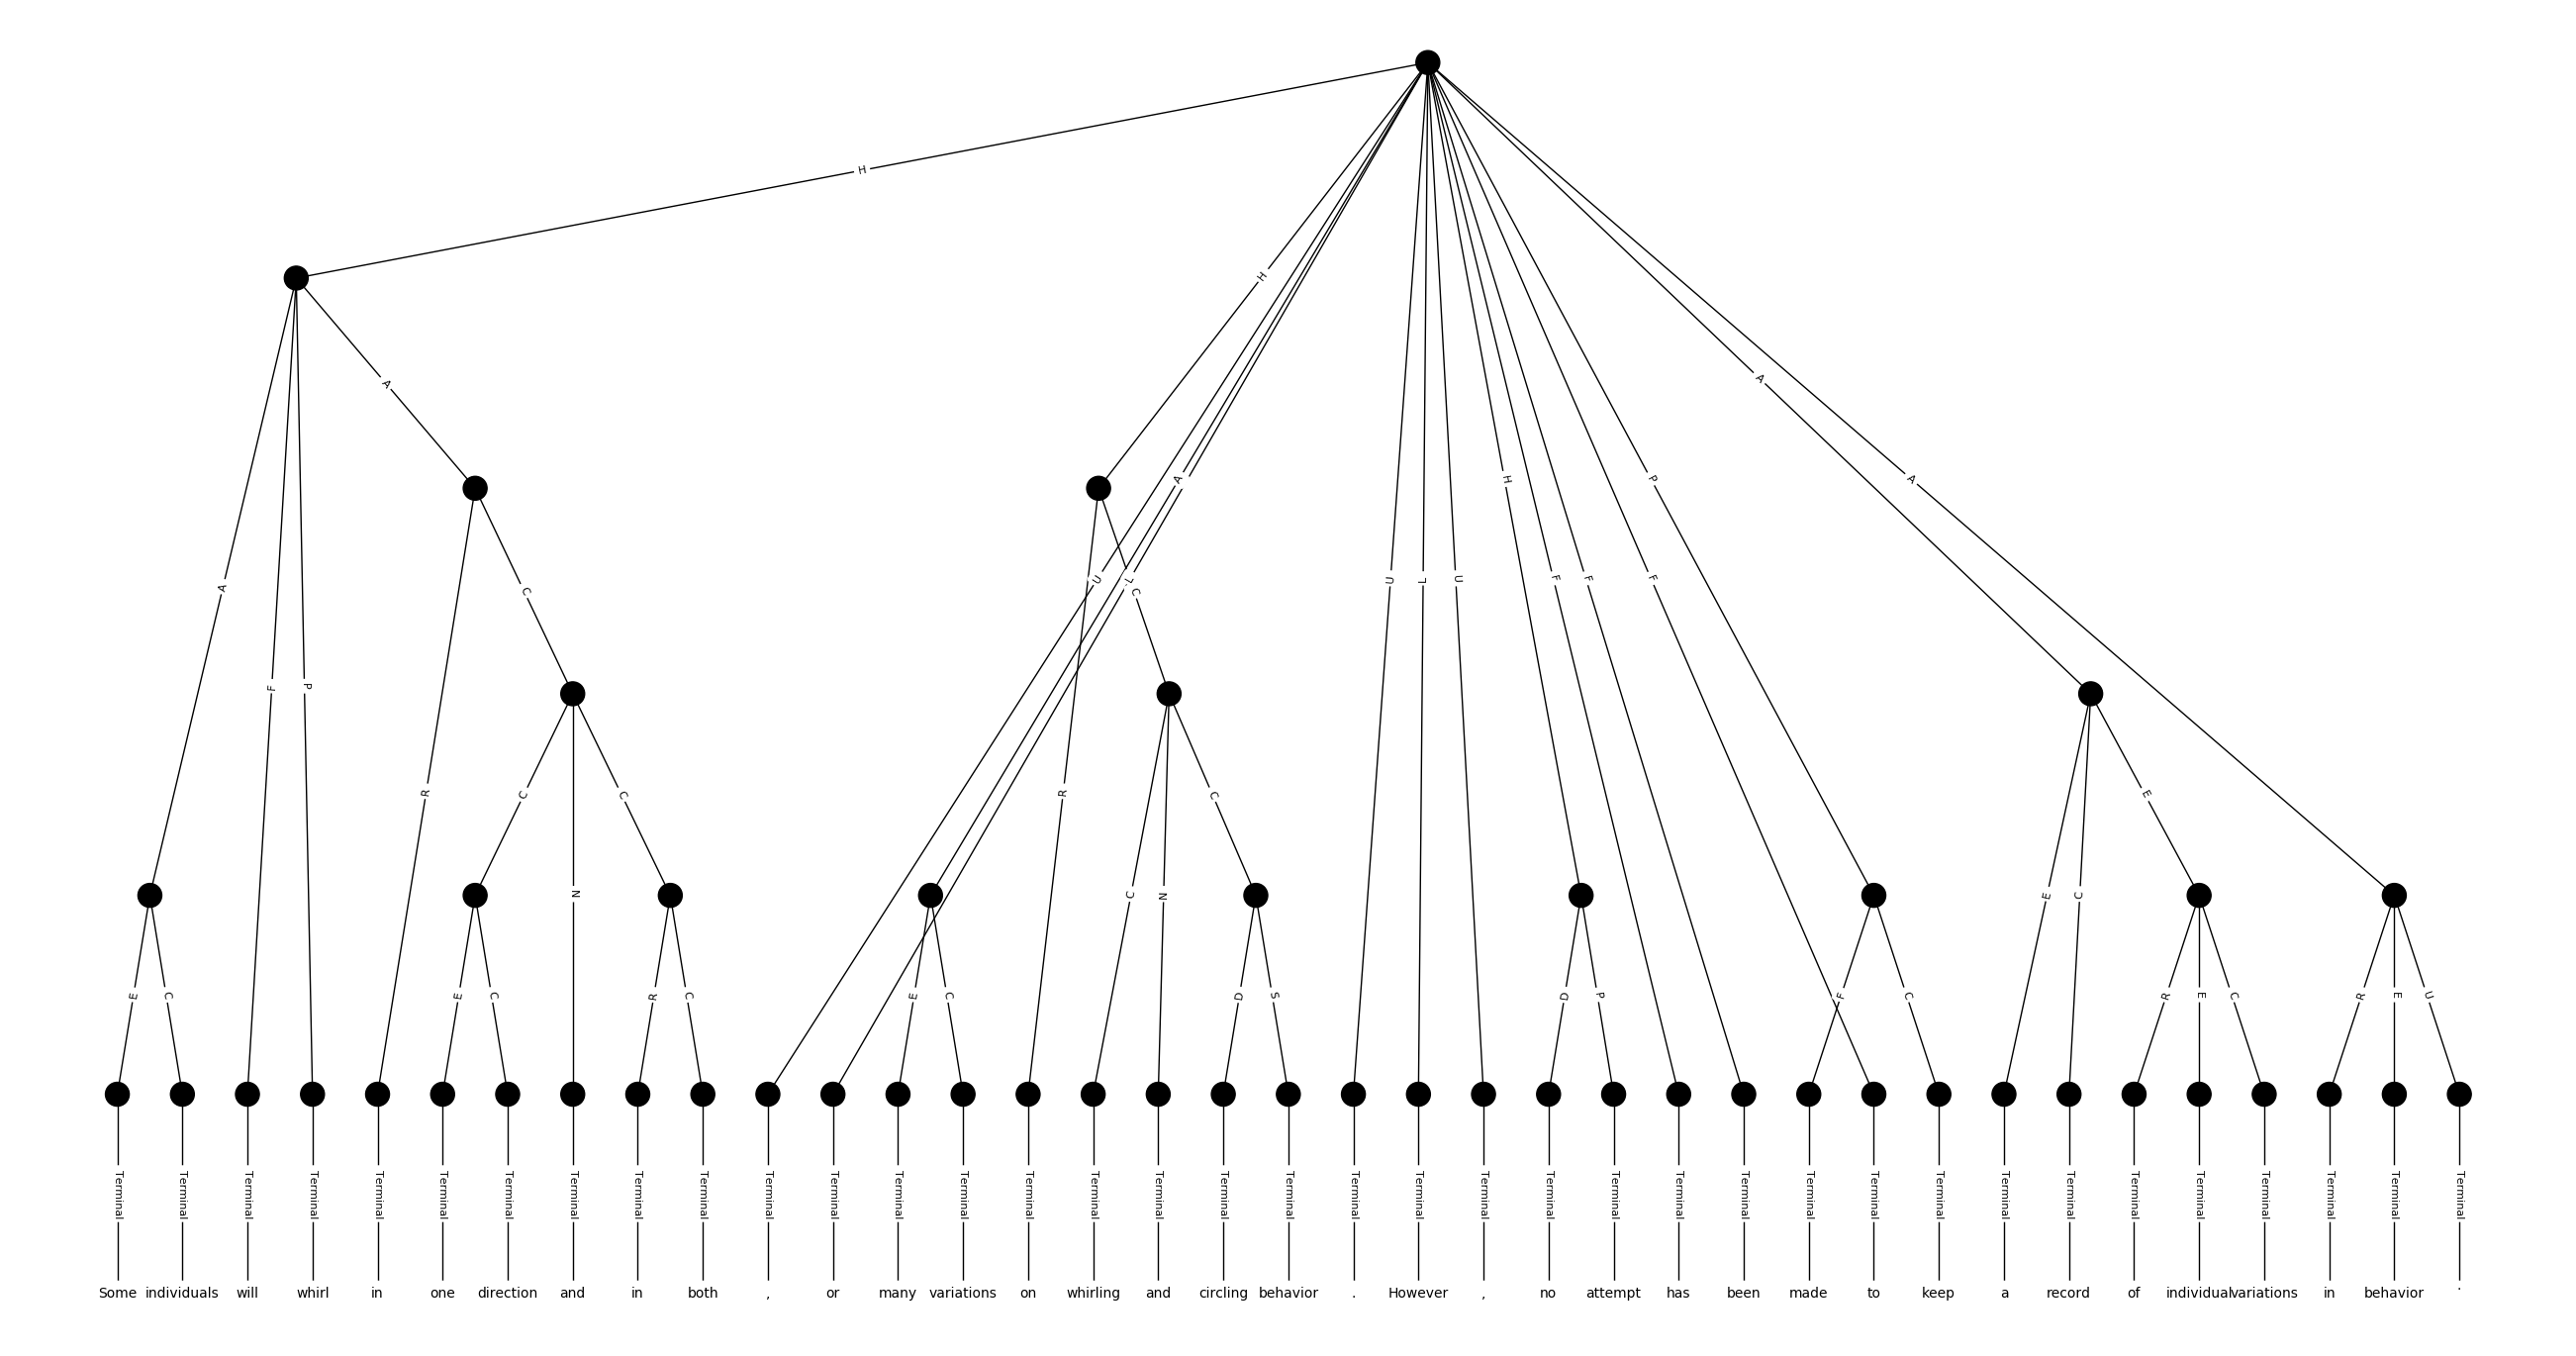 H
H
A
A
P
A
H
A
U
L
C
U
L
U
F
F
F
A
C
F
P
R
C
C
R
C
E
N
C
N
E
C
E
C
E
C
R
C
E
C
D
S
D
P
F
C
R
E
C
R
E
U
Terminal Terminal Terminal Terminal Terminal Terminal Terminal Terminal Terminal Terminal Terminal Terminal Terminal Terminal Terminal Terminal Terminal Terminal Terminal Terminal Terminal Terminal Terminal Terminal Terminal Terminal Terminal Terminal Terminal Terminal Terminal Terminal Terminal Terminal Terminal Terminal Terminal
Some individuals will whirl in one direction and in both , or many variations on whirling and circling behavior . However , no attempt has been made to keep a record of individual variations in behavior .